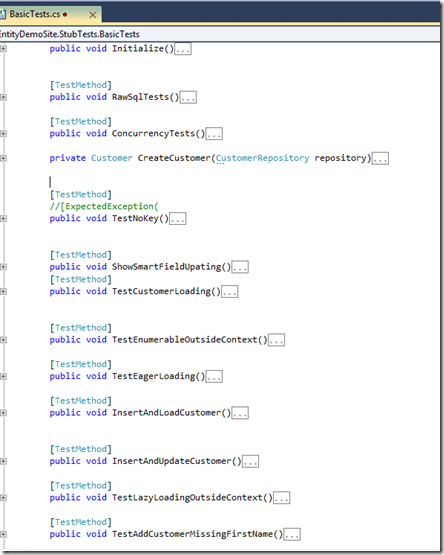 BasicTests.cs
EntityDemoSite.StubTests.BasicTests
public void Initialize()...
[TestMethod]
public void RawSqlTests()...
[TestMethod]
public void ConcurrencyTests()...
private Customer CreateCustomer(CustomerRepository repository)...
[TestMethod]
//[ExpectedException(
public void TestNoKey()...
[TestMethod]
public void ShowSmartFieldUpating()...
[TestMethod]
public void TestCustomerLoading()...
[TestMethod]
public void TestEnumerableOutsideContext()...
[TestMethod]
public void TestEagerLoading()...
[TestMethod]
public void InsertAndLoadCustomer()...
[TestMethod]
public void InsertAndUpdateCustomer()...
[TestMethod]
public void TestLazyLoadingOutsideContext()...
[TestMethod]
public void TestAddCustomerMissingFirstName()...